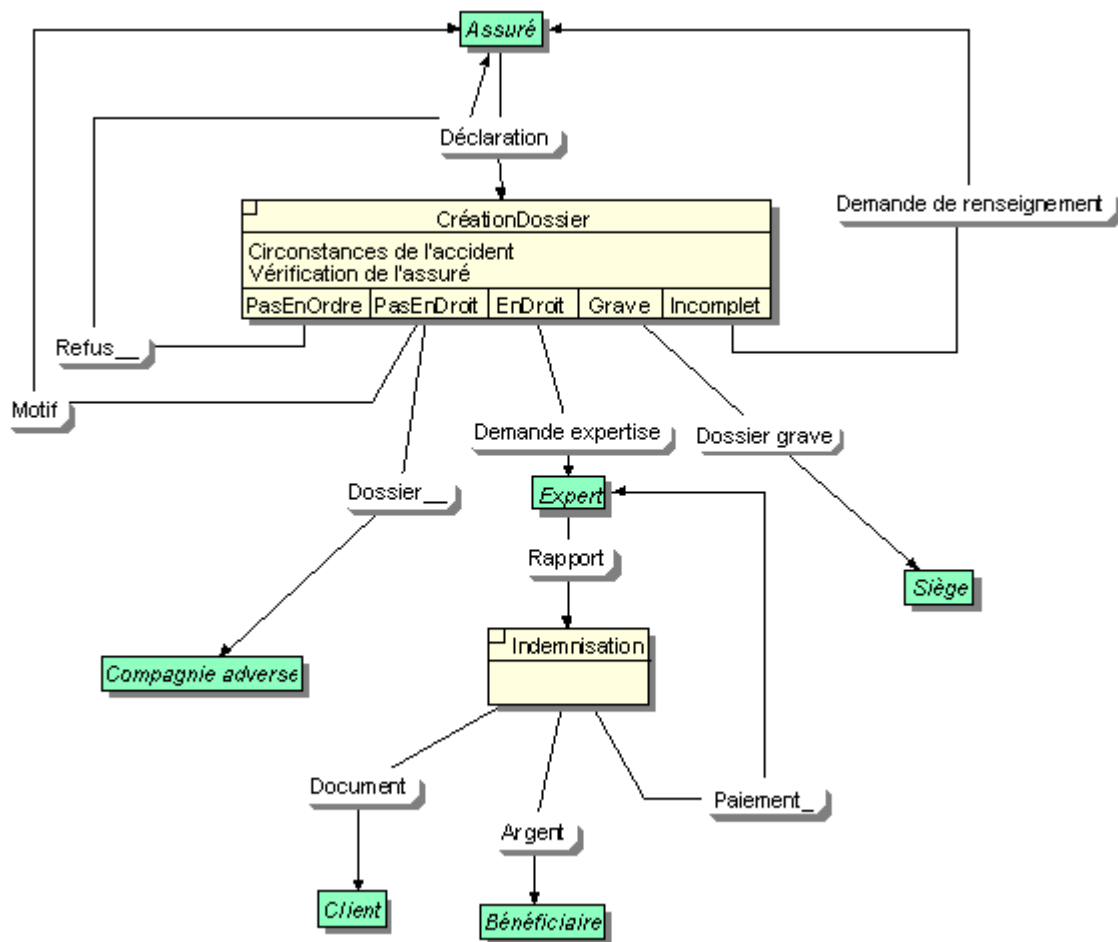 Assuré
Déclaration
Demande de renseignement
CréationDossier
Circonstances de l'accident
Vérification de l'assuré
PasEnOrdre PasEnDroit EnDroit Grave Incomplet
Refus__
Motif
Demande expertise
Dossier grave
Dossier__
Expert
Rapport
Siège
Indemnisation
Compagnie adverse
Document
Paiement_
Argent
Client
Bénéficiaire